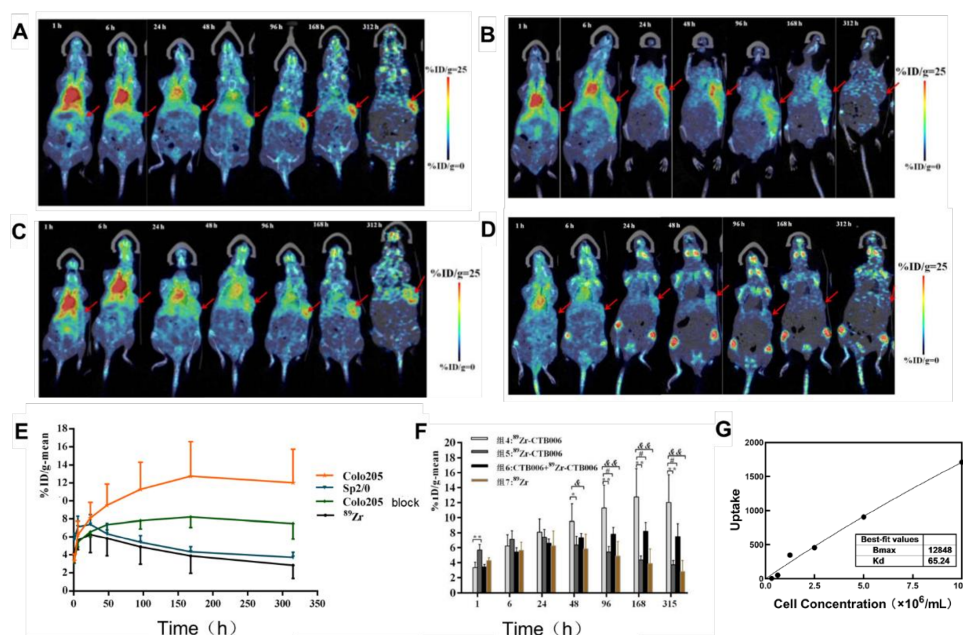 A
1 h 6 h 24 h 48 h 96 h 168 h 312 h
%ID/g=25
%ID/g=0
B
1 h 6 h 24 h 48 h 96 h 168 h 312 h
%ID/g=25
%ID/g=0
C
1 h 6 h 24 h 48 h 96 h 168 h 312 h
%ID/g=25
%ID/g=0
D
1 h 6 h 24 h 48 h 96 h 168 h 312 h
%ID/g=25
%ID/g=0
E
%ID/g-mean
18
16
14
12
10
8
6
4
2
0
0 50 100 150 200 250 300 350
Time（h）
Colo205
Sp2/0
Colo205 block
89Zr
F
%ID/g-mean
20
18
16
14
12
10
8
6
4
2
0
1 6 24 48 96 168 315
Time（h）
组4:89Zr-CTB006
组5:89Zr-CTB006
组6:CTB006+89Zr-CTB006
组7:89Zr
**
&
*
&&
#
**
&&
#
**
&&
#
**
G
Uptake
2000
1500
1000
500
0
0.0 2.5 5.0 7.5 10.0
Cell Concentration（×10⁶/mL）
Best-fit values
Bmax 12848
Kd 65.24